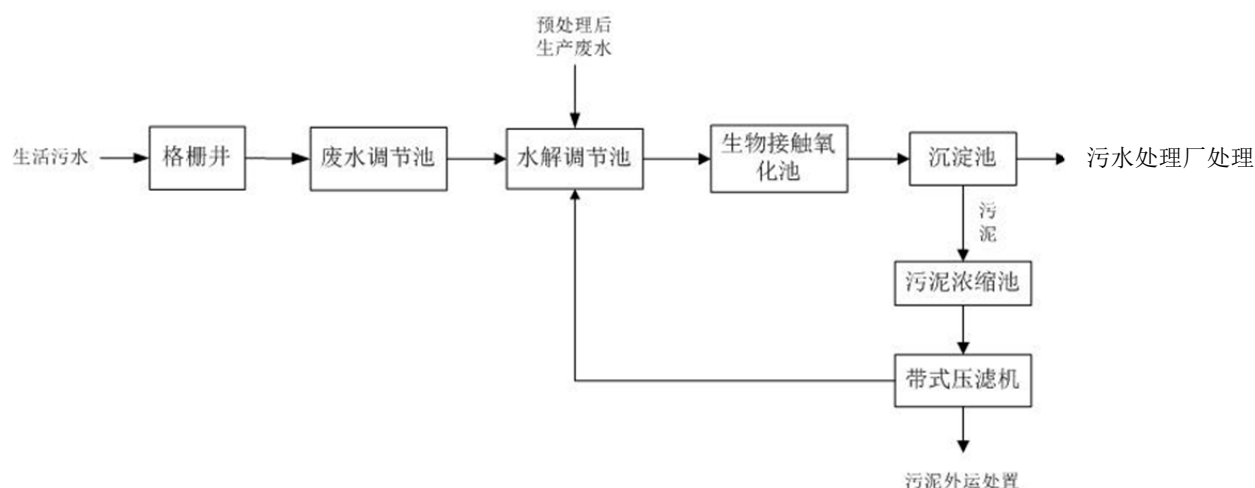 预处理后
生产废水
生活污水
格栅井
废水调节池
水解调节池
生物接触氧
化池
沉淀池
污水处理厂处理
污
泥
污泥浓缩池
带式压滤机
污泥外运处置